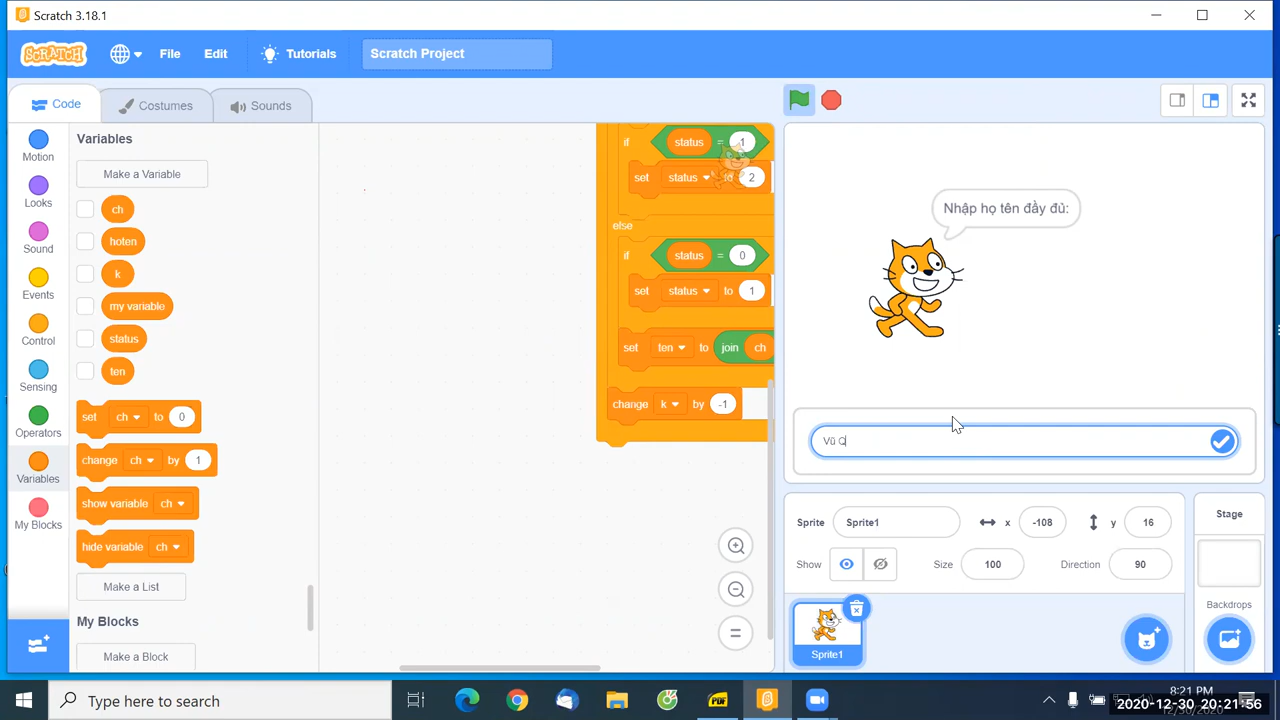 Scratch 3.18.1
SCRATCH
File
Edit
Tutorials
Scratch Project
Code
Costumes
Sounds
Motion
Looks
Sound
Events
Control
Sensing
Operators
Variables
My Blocks
Variables
Make a Variable
ch
hoten
k
my variable
status
ten
set ch to 0
change ch by 1
show variable ch
hide variable ch
Make a List
My Blocks
Make a Block
if status = 1
set status to 2
else
if status = 0
set status to 1
set ten to join ch
change k by -1
Nhập họ tên đầy đủ:
Vũ Q
Sprite Sprite1 x -108 y 16
Show Size 100 Direction 90
Sprite1
Stage
Backdrops
Type here to search
PDF
8:21 PM
2020-12-30 20:21:56
12/30/2020